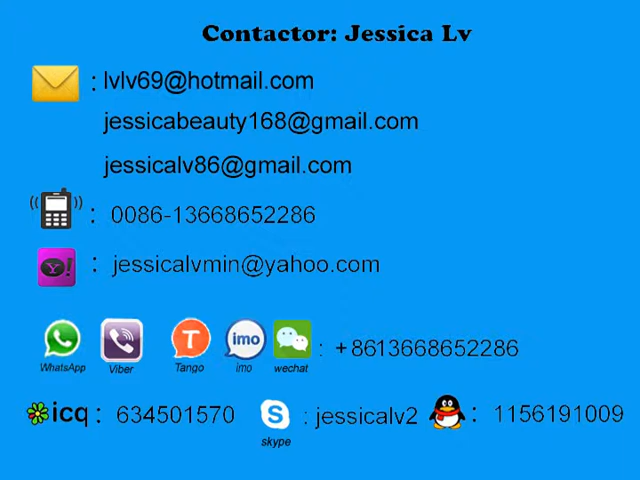 Contactor: Jessica Lv
: lvlv69@hotmail.com
jessicabeauty168@gmail.com
jessicalv86@gmail.com
: 0086-13668652286
Y! : jessicalvmin@yahoo.com
T imo : +8613668652286
WhatsApp Viber Tango imo wechat
icq : 634501570 S : jessicalv2 : 1156191009
skype